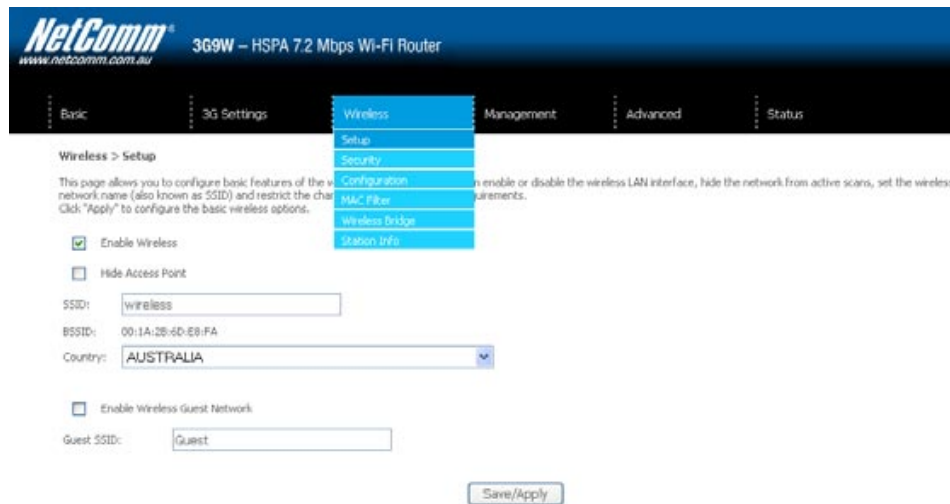 NetComm®
www.netcomm.com.au
3G9W – HSPA 7.2 Mbps Wi-Fi Router
Basic
3G Settings
Wireless
Management
Advanced
Status
Setup
Security
Configuration
MAC Filter
Wireless Bridge
Station Info
Wireless > Setup
This page allows you to configure basic features of the w n enable or disable the wireless LAN interface, hide the network from active scans, set the wireless
network name (also known as SSID) and restrict the char uirements.
Click "Apply" to configure the basic wireless options.
Enable Wireless
Hide Access Point
SSID: wireless
BSSID: 00:1A:2B:6D:E8:FA
Country: AUSTRALIA
Enable Wireless Guest Network
Guest SSID: Guest
Save/Apply